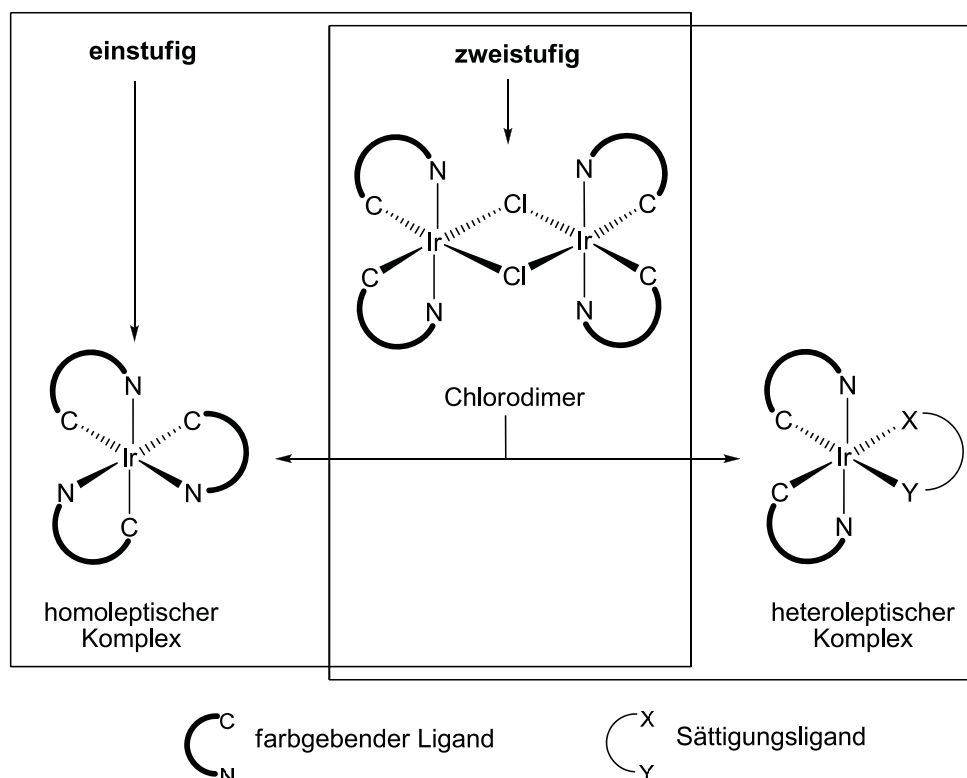 einstufig
zweistufig
N N
C Cl C
Ir Ir
C Cl C
N N
Chlorodimer
N
C C
Ir
N N
C
homoleptischer
Komplex
N
C X
Ir
C Y
N
heteroleptischer
Komplex
C
N
farbgebender Ligand
X
Y
Sättigungsligand